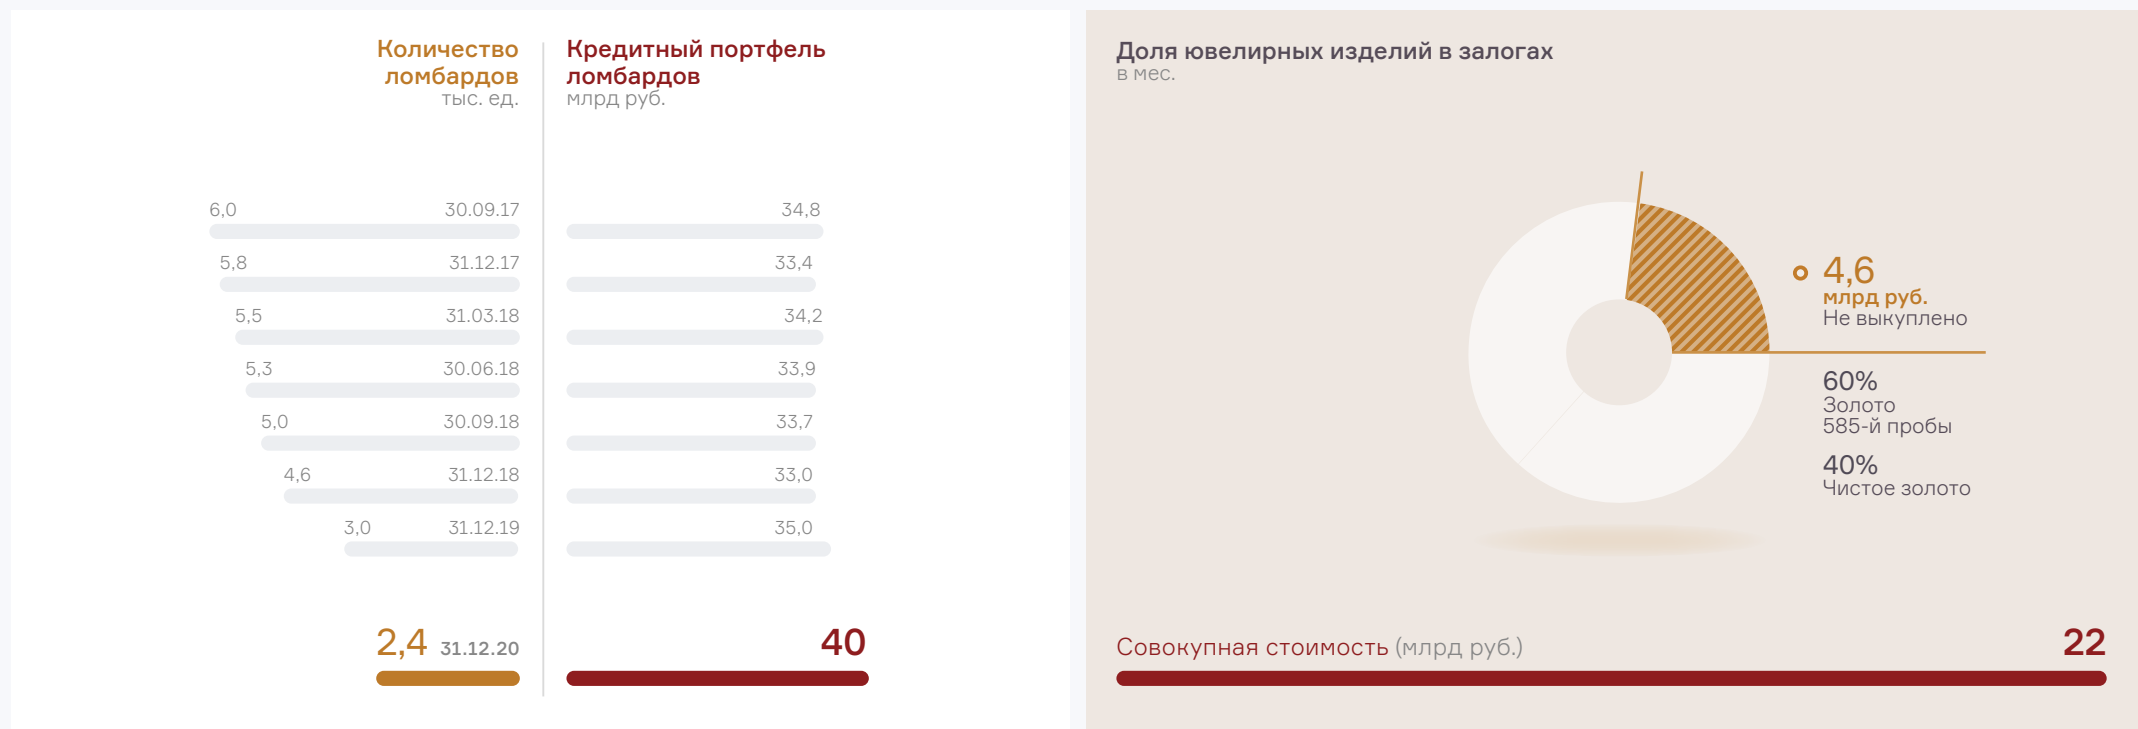 Количество
ломбардов
тыс. ед.
Кредитный портфель
ломбардов
млрд руб.
6,0 30.09.17 34,8
5,8 31.12.17 33,4
5,5 31.03.18 34,2
5,3 30.06.18 33,9
5,0 30.09.18 33,7
4,6 31.12.18 33,0
3,0 31.12.19 35,0
2,4 31.12.20 40
Доля ювелирных изделий в залогах
в мес.
4,6
млрд руб.
Не выкуплено
60%
Золото
585-й пробы
40%
Чистое золото
Совокупная стоимость (млрд руб.) 22